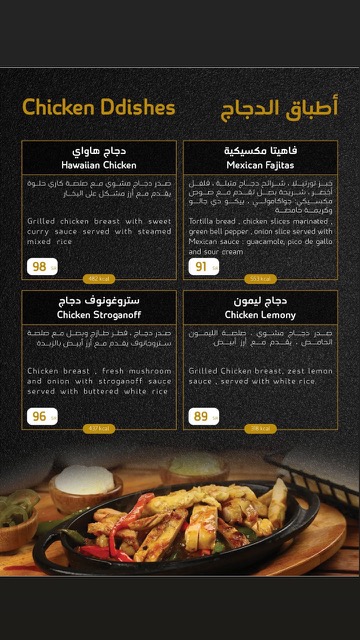 Chicken Ddishes
أطباق الدجاج
دجاج هاواي
Hawaiian Chicken
صدر دجاج مشوي مع صلصة كاري حلوة
يقدم مع أرز مشكل على البخار
Grilled chicken breast with sweet
curry sauce served with steamed
mixed rice
98
482 kcal
فاهيتا مكسيكية
Mexican Fajitas
خبز تورتيلا ، شرائح دجاج متبلة ، فلفل
أخضر ، شريحة بصل تقدم مع صوص
مكسيكي: جواكامولي ، بيكو دي جالو
وكريمة حامضة
Tortilla bread , chicken slices marinated ,
green bell pepper , onion slice served with
Mexican sauce : guacamole, pico de gallo
and sour cream
91
ستروغونوف دجاج
Chicken Stroganoff
صدر دجاج ، فطر طازج وبصل مع صلصة
ستروجانوف يقدم مع أرز أبيض بالزبدة
Chicken breast , fresh mushroom
and onion with stroganoff sauce
served with buttered white rice
96
437 kcal
دجاج ليمون
Chicken Lemony
صدر دجاج مشوي ، صلصة الليمون
الحامض ، يقدم مع أرز أبيض.
Grilled Chicken breast, zest lemon
sauce , served with white rice.
89